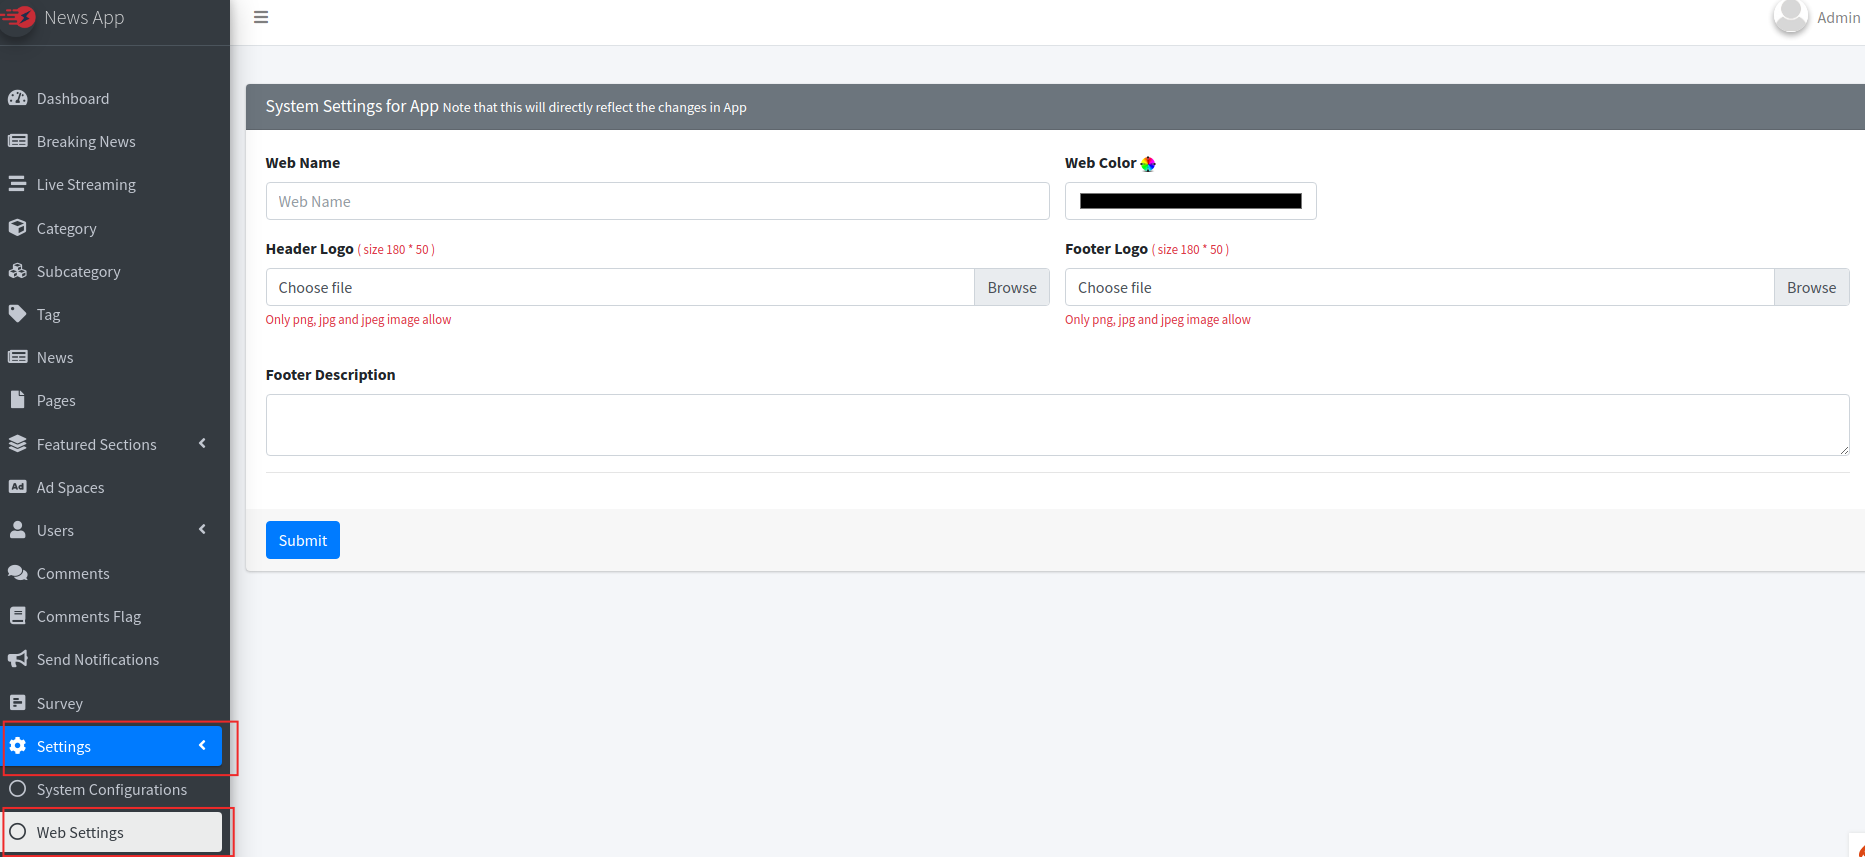 News App
Admin
Dashboard
Breaking News
Live Streaming
Category
Subcategory
Tag
News
Pages
Featured Sections
Ad Ad Spaces
Users
Comments
Comments Flag
Send Notifications
Survey
Settings
System Configurations
Web Settings
System Settings for App Note that this will directly reflect the changes in App
Web Name
Web Color
Web Name
Header Logo ( size 180 * 50 )
Footer Logo ( size 180 * 50 )
Choose file Browse
Choose file Browse
Only png, jpg and jpeg image allow
Only png, jpg and jpeg image allow
Footer Description
Submit